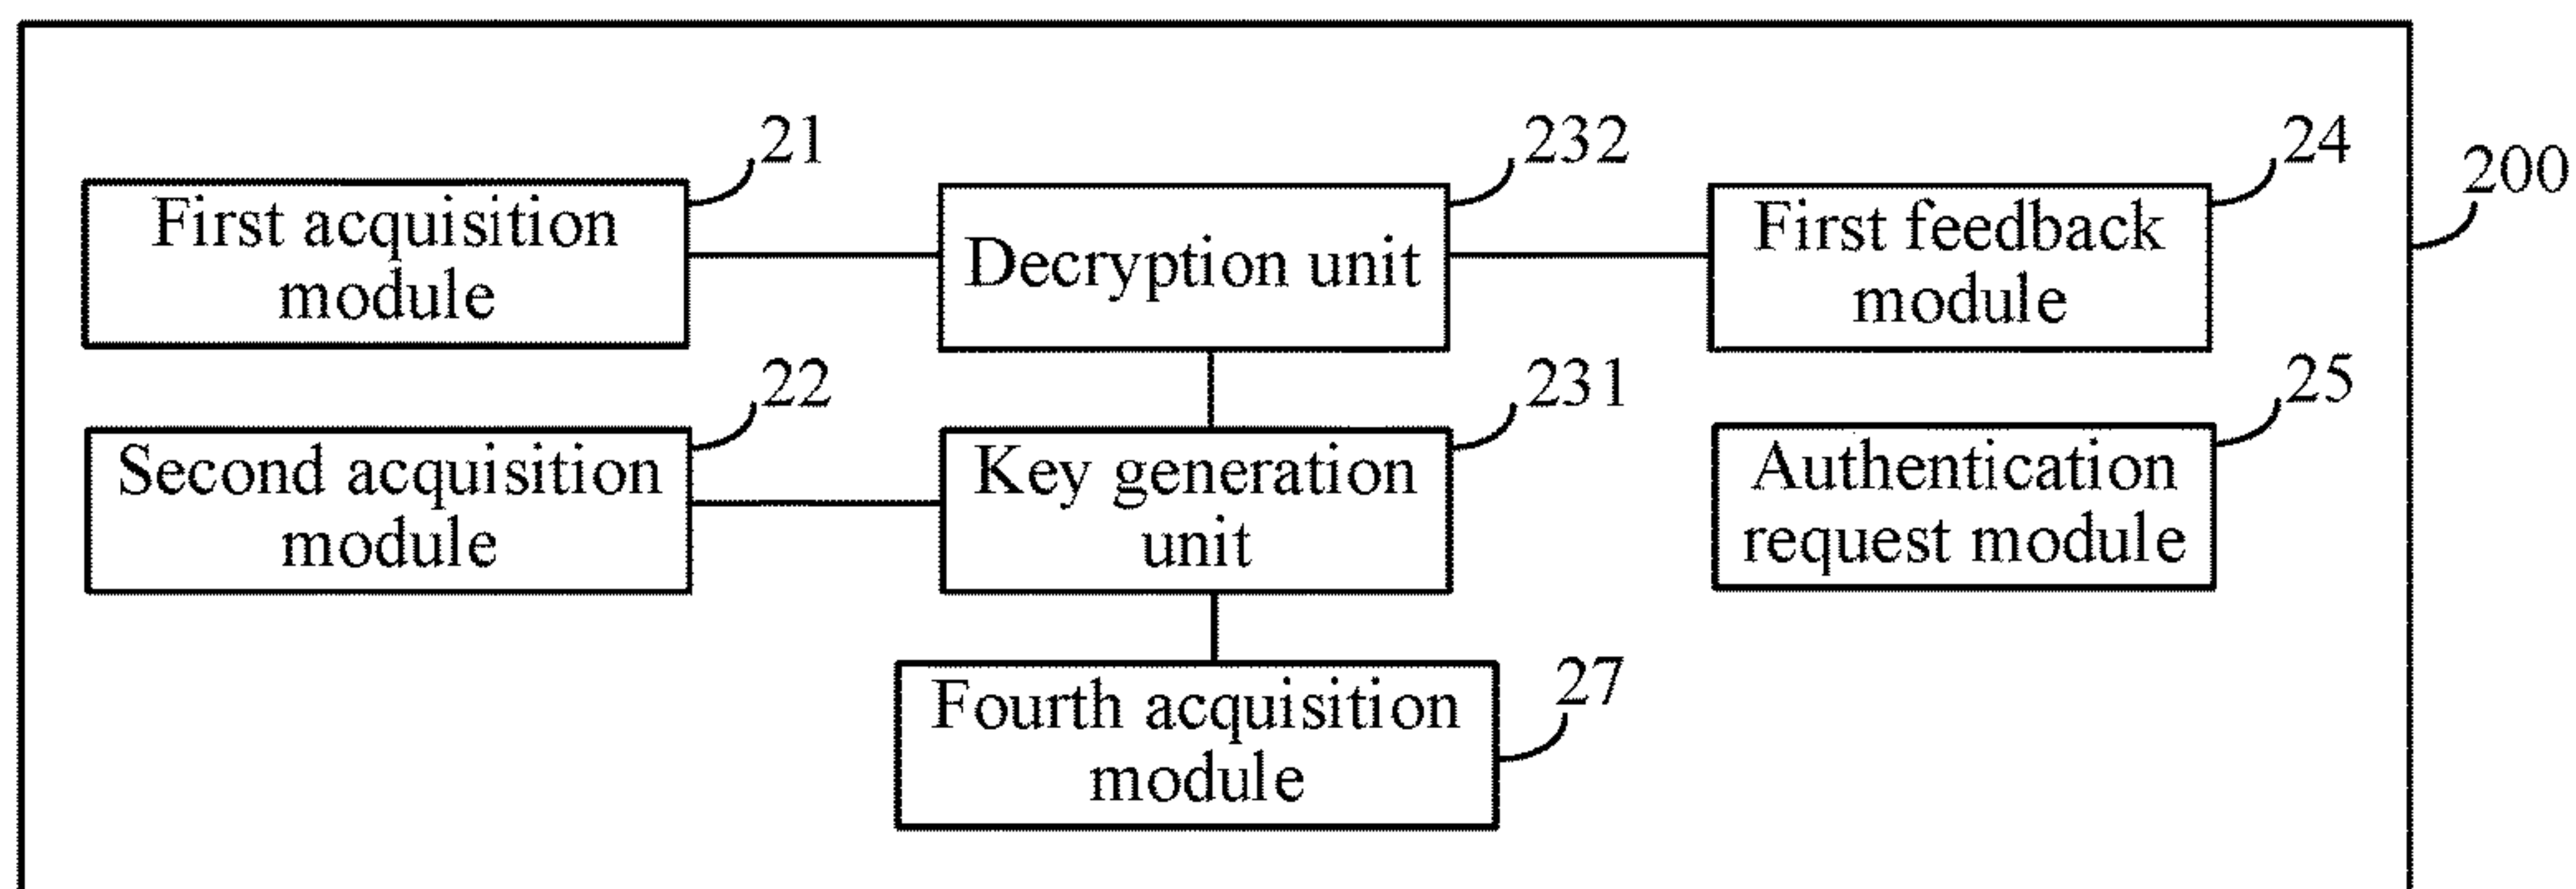 21
232
24
200
First acquisition
module
Decryption unit
First feedback
module
22
231
25
Second acquisition
module
Key generation
unit
Authentication
request module
27
Fourth acquisition
module